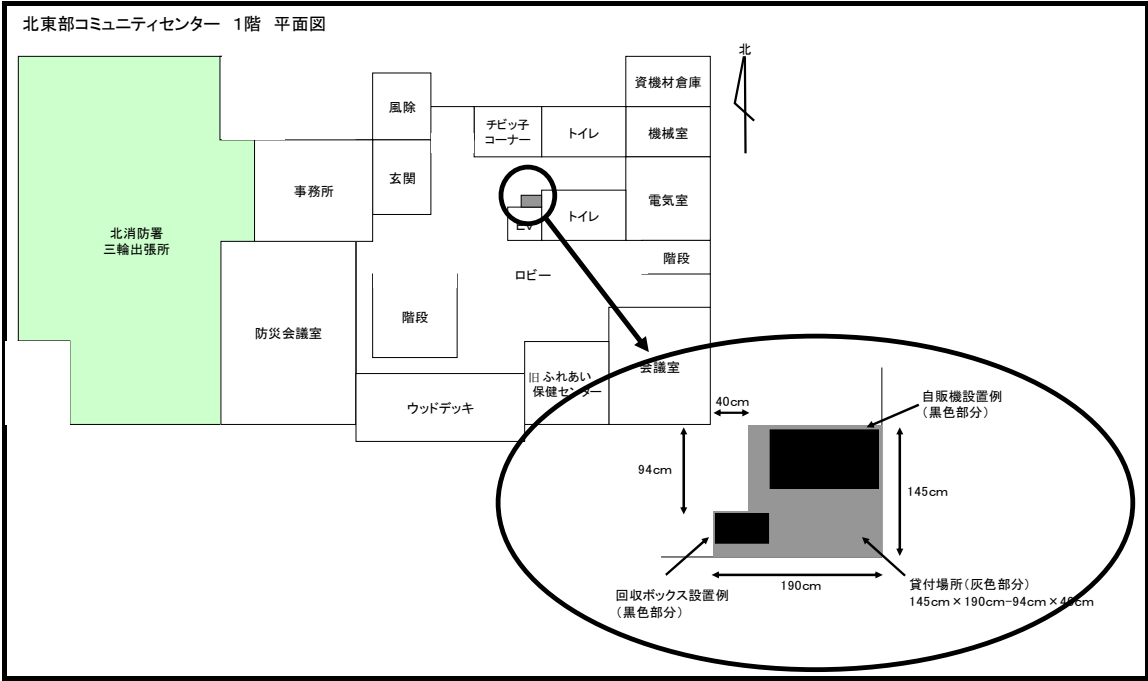 北東部コミュニティセンター 1階 平面図
北
資機材倉庫
風除
チビッ子
コーナー
トイレ
機械室
玄関
事務所
電気室
トイレ
EV
北消防署
三輪出張所
階段
ロビー
階段
防災会議室
会議室
旧 ふれあい
保健センター
ウッドデッキ
40cm
自販機設置例
(黒色部分)
94cm
145cm
190cm
回収ボックス設置例
(黒色部分)
貸付場所(灰色部分)
145cm×190cm-94cm×40cm